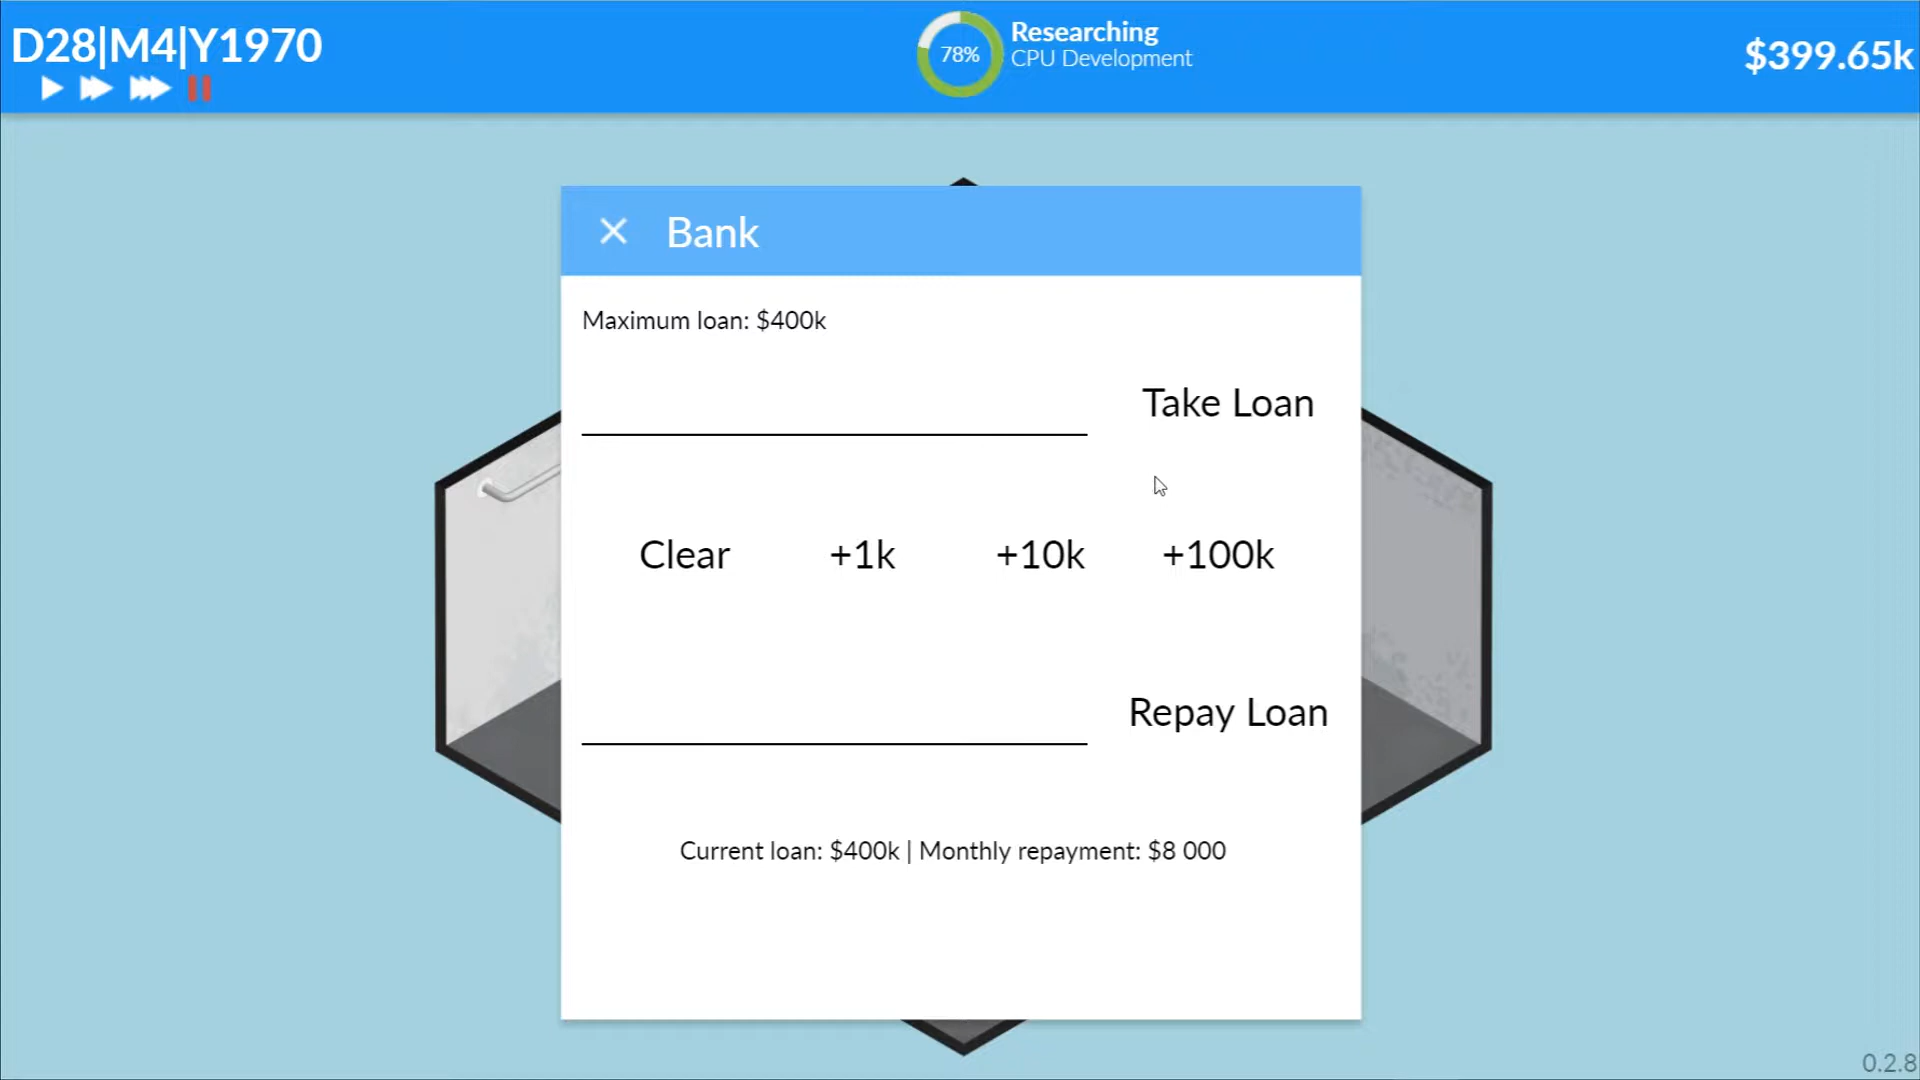 D28|M4|Y1970
78%
Researching
CPU Development
$399.65k
Bank
Maximum loan: $400k
Take Loan
Clear
+1k
+10k
+100k
Repay Loan
Current loan: $400k | Monthly repayment: $8 000
0.2.8